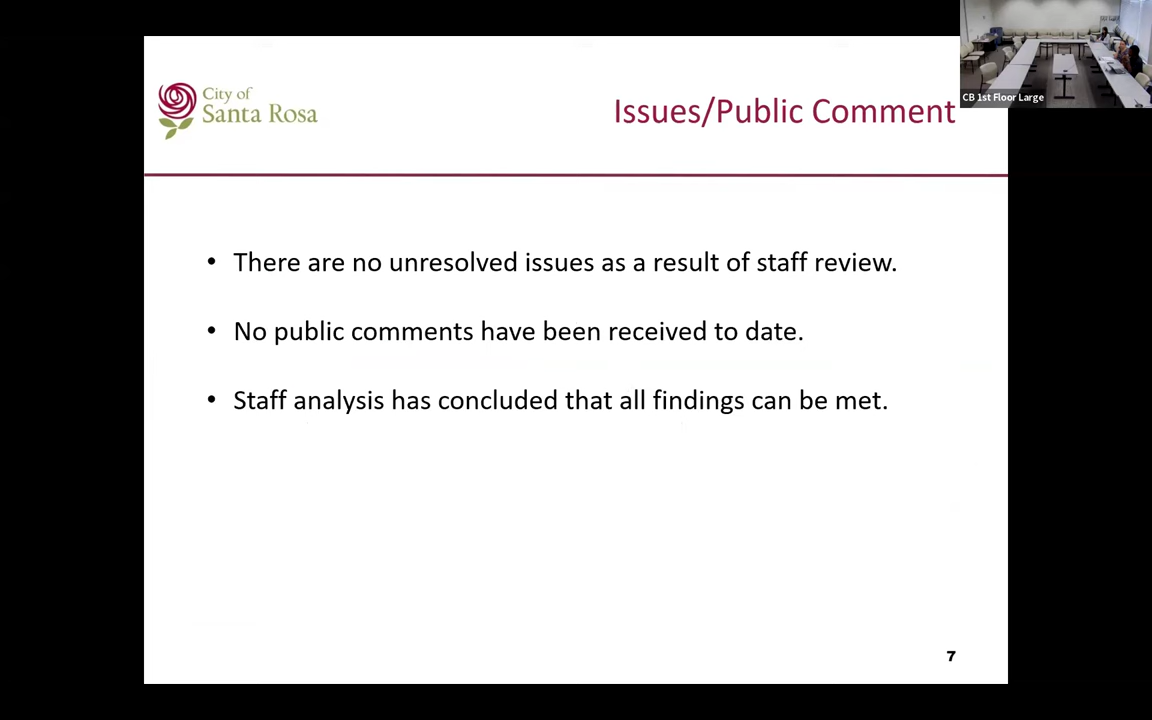 City of
Santa Rosa
Issues/Public Comment
CB 1st Floor Large
• There are no unresolved issues as a result of staff review.
• No public comments have been received to date.
• Staff analysis has concluded that all findings can be met.
7